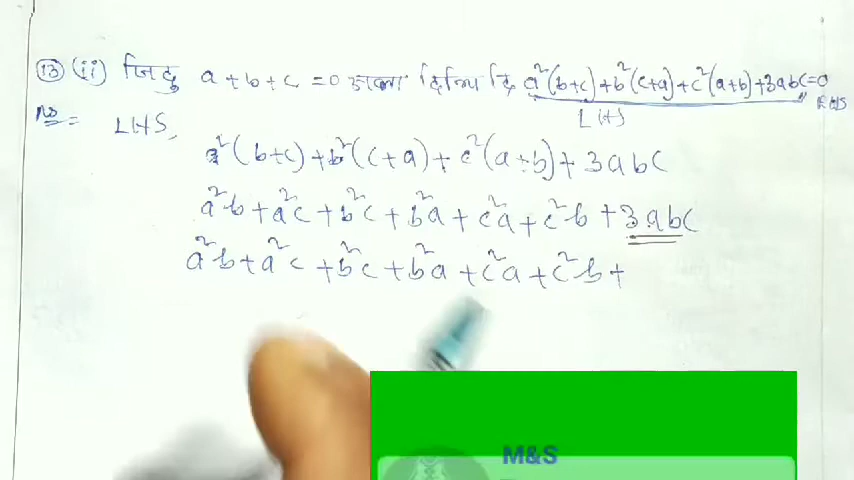 ⑬ (ii) जिदु a + b + c = 0 a²(b+c)+b²(c+a)+c²(a+b)+3abc=0
LHS RHS
LHS,
a²(b+c)+b²(c+a)+c²(a+b)+3abc
a²b+a²c+b²c+b²a+c²a+c²b+3abc
a²b+a²c+b²c+b²a+c²a+c²b+
M&S